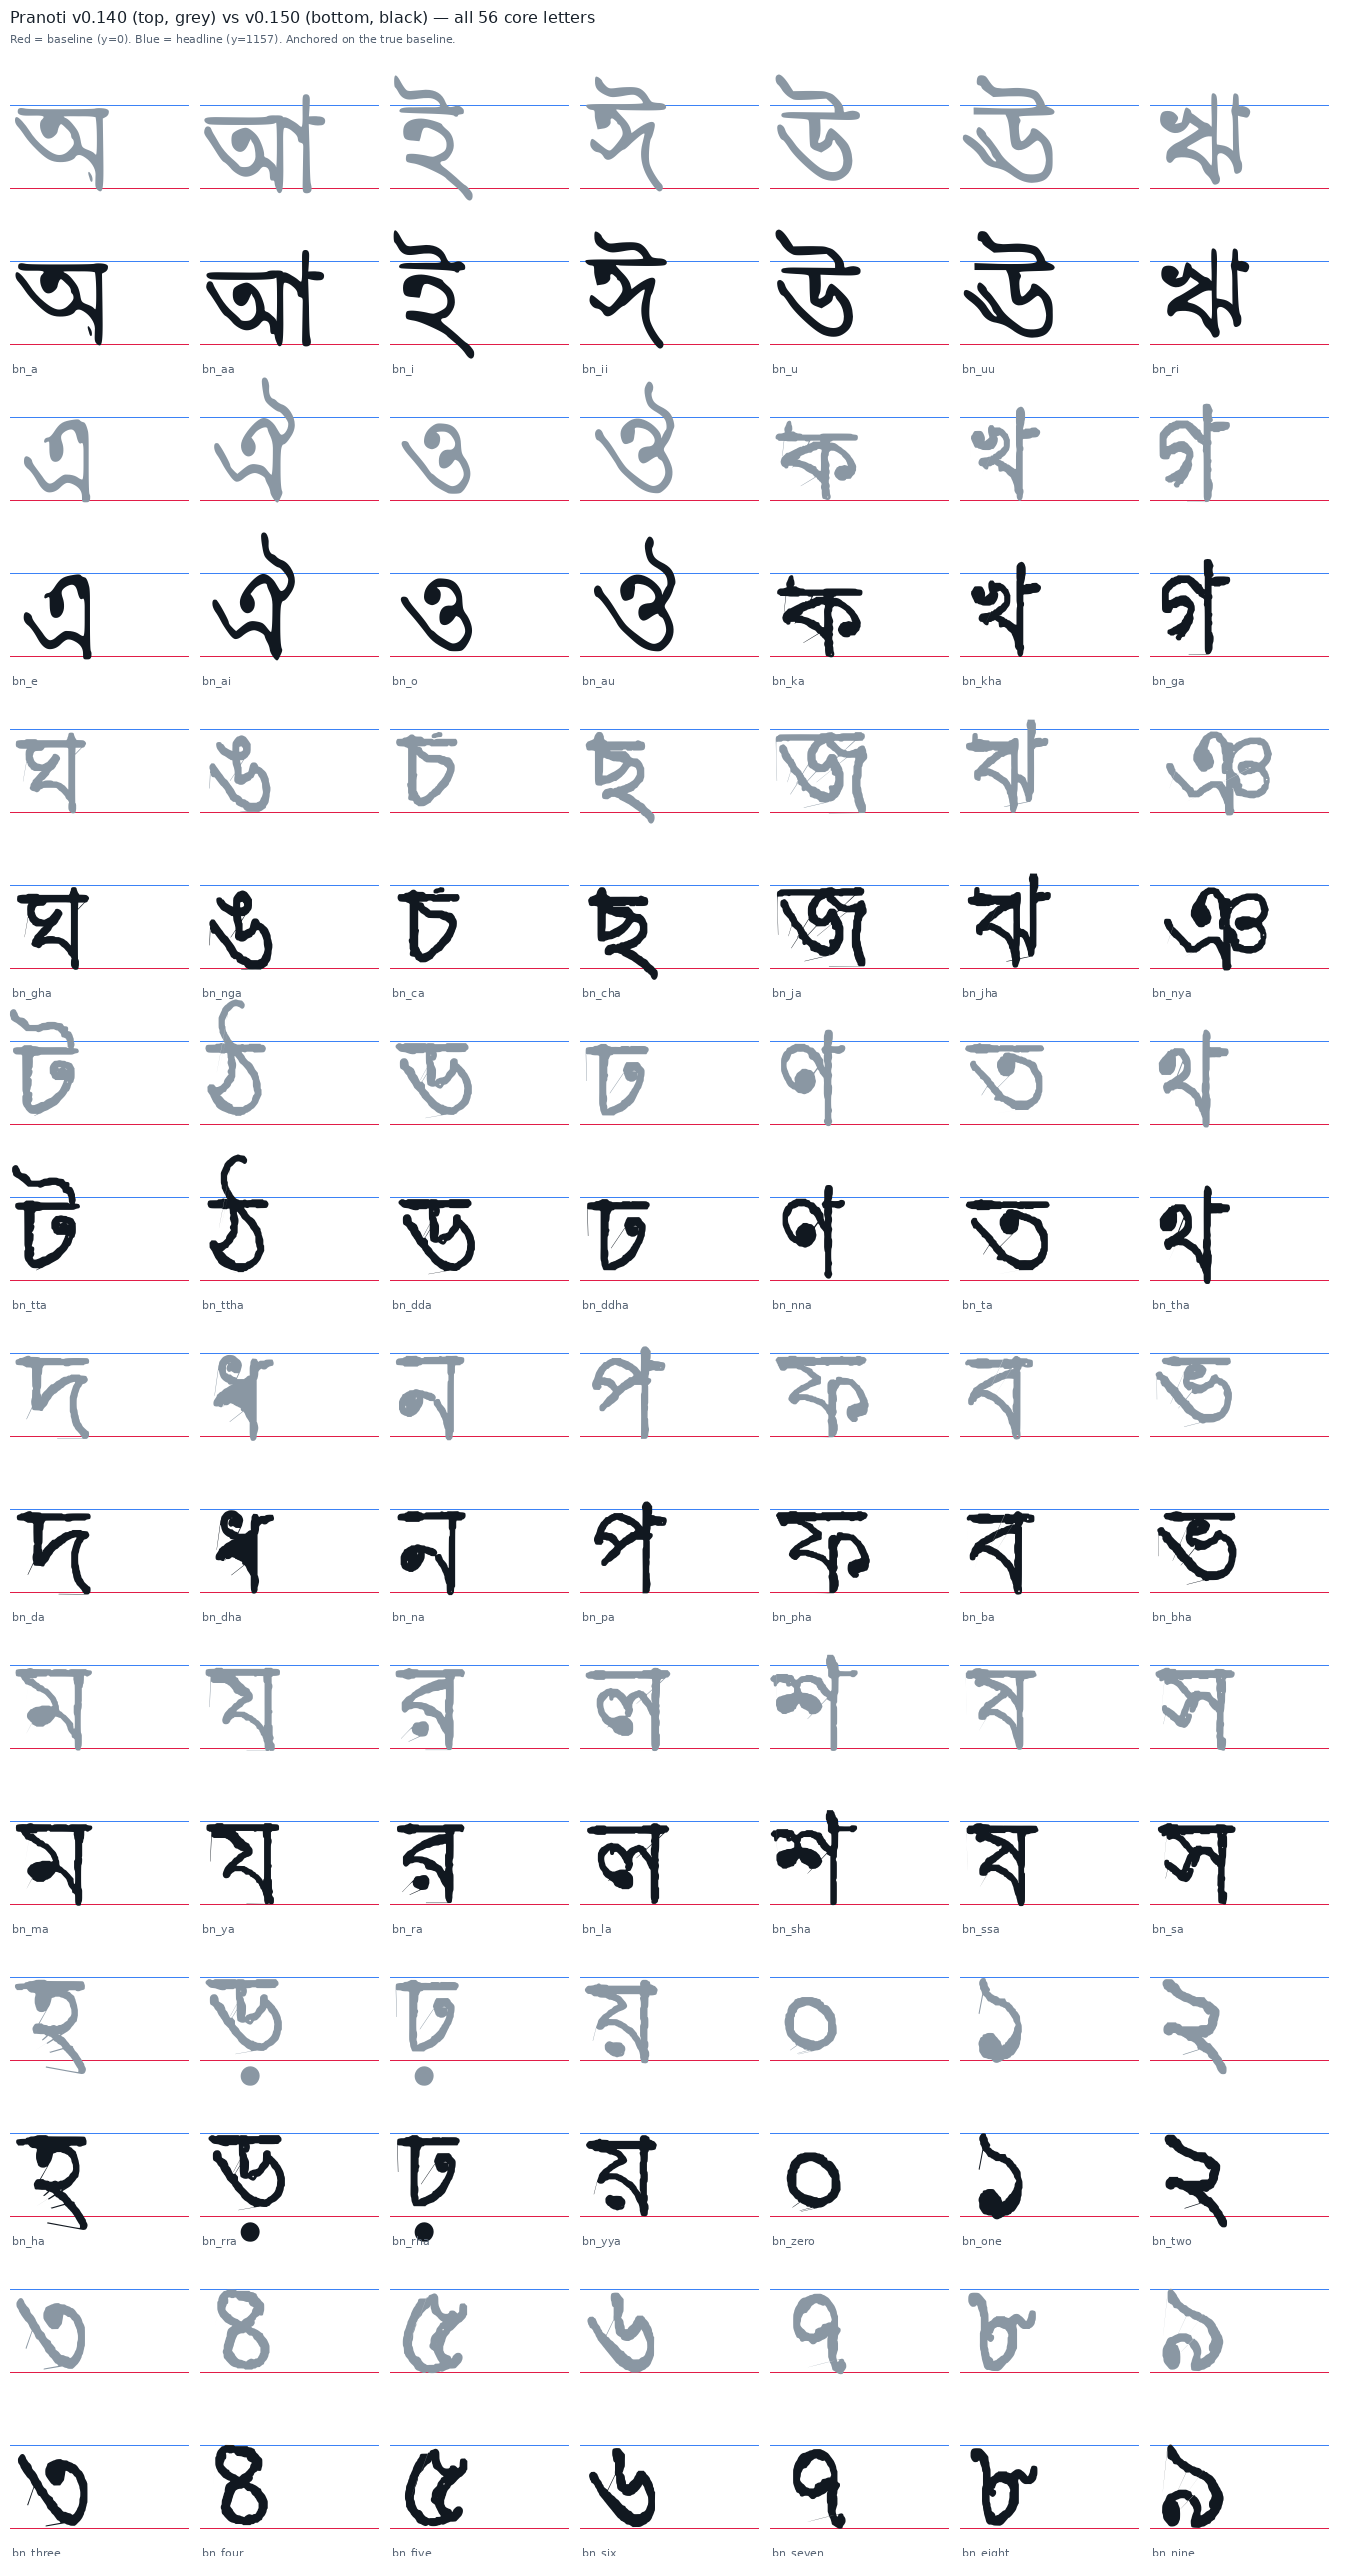 Pranoti v0.140 (top, grey) vs v0.150 (bottom, black) — all 56 core letters
Red = baseline (y=0). Blue = headline (y=1157). Anchored on the true baseline.
অ আ ই ঈ উ ঊ ঋ
অ আ ই ঈ উ ঊ ঋ
bn_a bn_aa bn_i bn_ii bn_u bn_uu bn_ri
এ ঐ ও ঔ ক খ গ
এ ঐ ও ঔ ক খ গ
bn_e bn_ai bn_o bn_au bn_ka bn_kha bn_ga
ঘ ঙ চ ছ জ ঝ ঞ
ঘ ঙ চ ছ জ ঝ ঞ
bn_gha bn_nga bn_ca bn_cha bn_ja bn_jha bn_nya
ট ঠ ড ঢ ণ ত থ
ট ঠ ড ঢ ণ ত থ
bn_tta bn_ttha bn_dda bn_ddha bn_nna bn_ta bn_tha
দ ধ ন প ফ ব ভ
দ ধ ন প ফ ব ভ
bn_da bn_dha bn_na bn_pa bn_pha bn_ba bn_bha
ম য র ল শ ষ স
ম য র ল শ ষ স
bn_ma bn_ya bn_ra bn_la bn_sha bn_ssa bn_sa
হ ড় ঢ় য় ০ ১ ২
হ ড় ঢ় য় ০ ১ ২
bn_ha bn_rra bn_rha bn_yya bn_zero bn_one bn_two
৩ ৪ ৫ ৬ ৭ ৮ ৯
৩ ৪ ৫ ৬ ৭ ৮ ৯
bn_three bn_four bn_five bn_six bn_seven bn_eight bn_nine